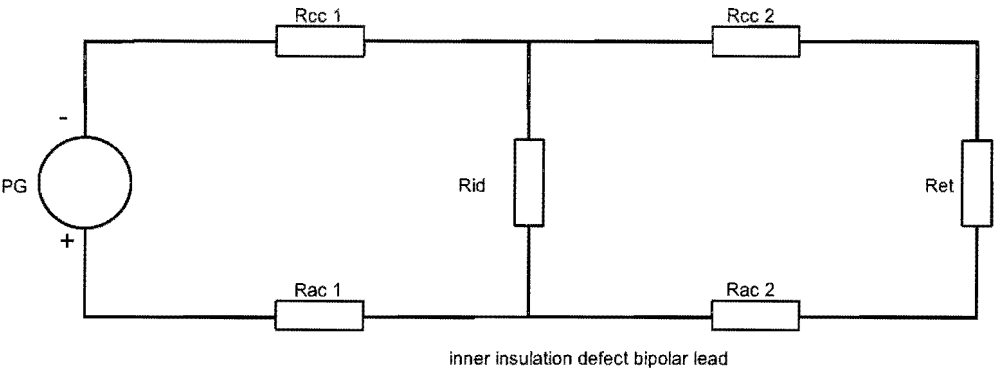 Rcc 1
Rcc 2
-
PG
Rid
Ret
+
Rac 1
Rac 2
inner insulation defect bipolar lead